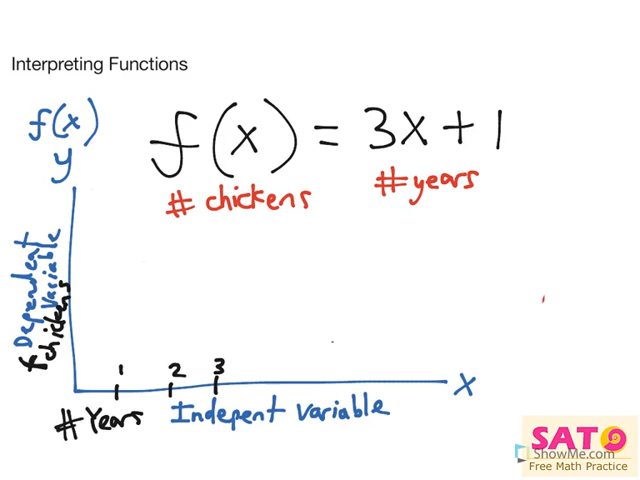 Interpreting Functions
f(x)
y
f(x) = 3x + 1
# chickens
# years
Dependent
Variable
# chickens
1 2 3
x
# Years
Indepent variable
SATO
ShowMe.com
Free Math Practice